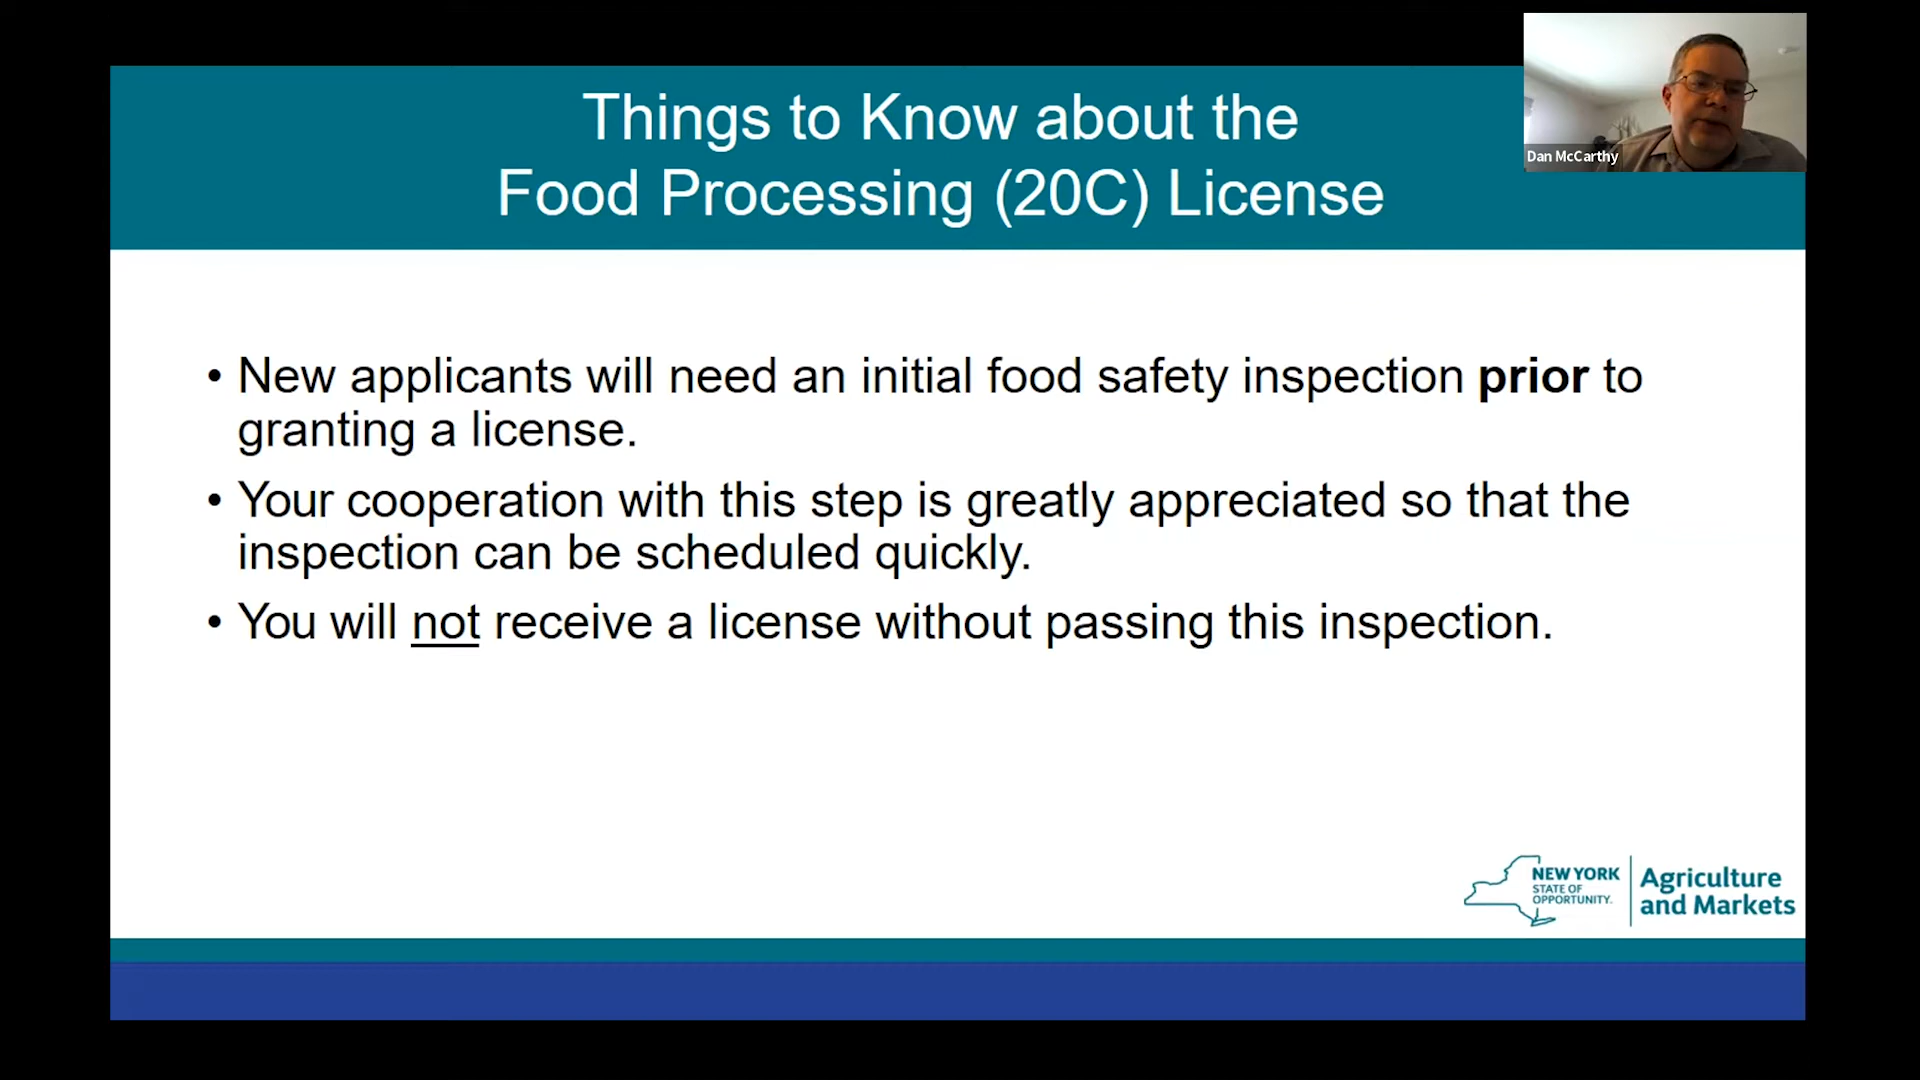 Things to Know about the
Food Processing (20C) License
Dan McCarthy
• New applicants will need an initial food safety inspection prior to
granting a license.
• Your cooperation with this step is greatly appreciated so that the
inspection can be scheduled quickly.
• You will not receive a license without passing this inspection.
NEW YORK
STATE OF
OPPORTUNITY.
Agriculture
and Markets